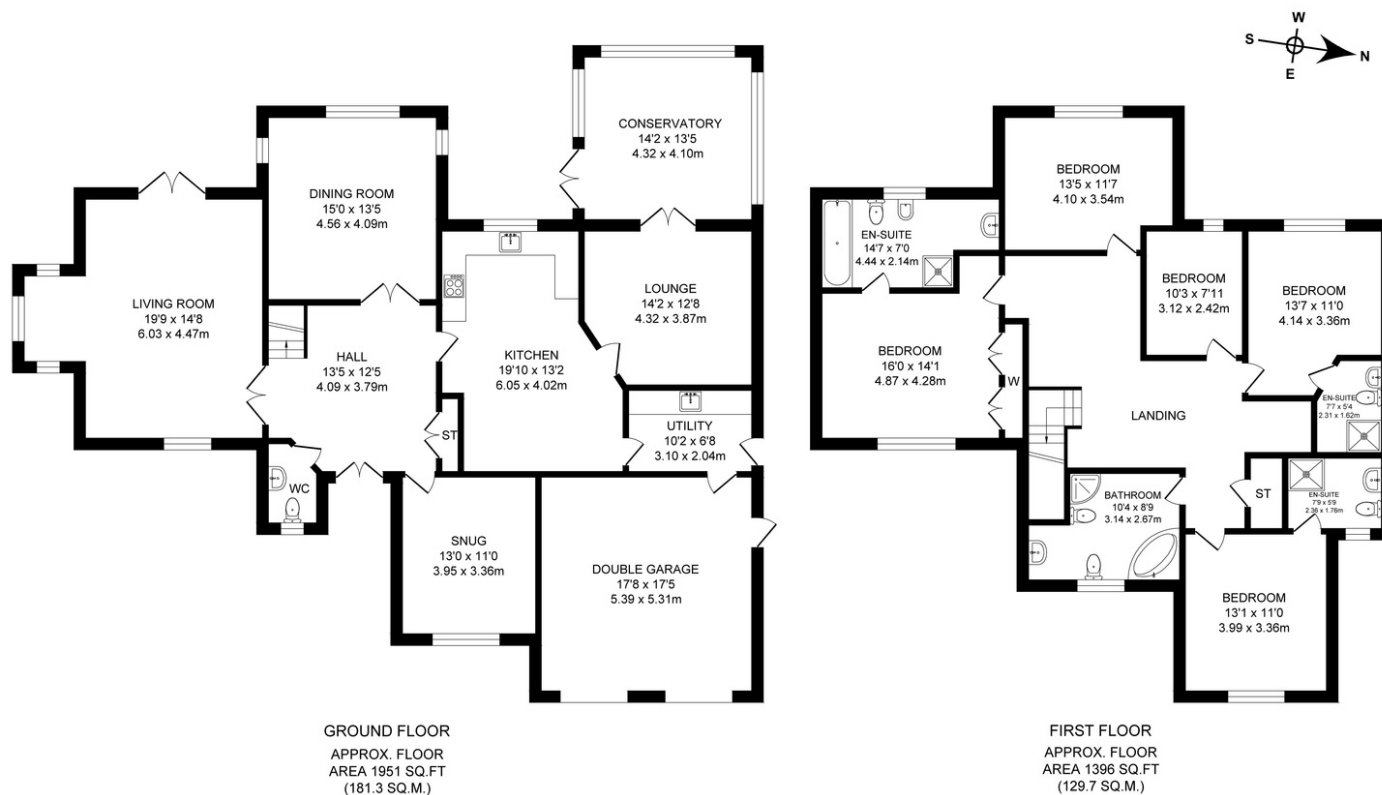 W
S
N
E
CONSERVATORY
14'2 x 13'5
4.32 x 4.10m
DINING ROOM
15'0 x 13'5
4.56 x 4.09m
LIVING ROOM
19'9 x 14'8
6.03 x 4.47m
LOUNGE
14'2 x 12'8
4.32 x 3.87m
HALL
13'5 x 12'5
4.09 x 3.79m
KITCHEN
19'10 x 13'2
6.05 x 4.02m
ST
UTILITY
10'2 x 6'8
3.10 x 2.04m
WC
SNUG
13'0 x 11'0
3.95 x 3.36m
DOUBLE GARAGE
17'8 x 17'5
5.39 x 5.31m
GROUND FLOOR
APPROX. FLOOR
AREA 1951 SQ.FT
(181.3 SQ.M.)
BEDROOM
13'5 x 11'7
4.10 x 3.54m
EN-SUITE
14'7 x 7'0
4.44 x 2.14m
BEDROOM
10'3 x 7'11
3.12 x 2.42m
BEDROOM
13'7 x 11'0
4.14 x 3.36m
BEDROOM
16'0 x 14'1
4.87 x 4.28m
W
EN-SUITE
7'7 x 5'4
2.31 x 1.62m
LANDING
BATHROOM
10'4 x 8'9
3.14 x 2.67m
ST
EN-SUITE
7'9 x 5'9
2.36 x 1.76m
BEDROOM
13'1 x 11'0
3.99 x 3.36m
FIRST FLOOR
APPROX. FLOOR
AREA 1396 SQ.FT
(129.7 SQ.M.)